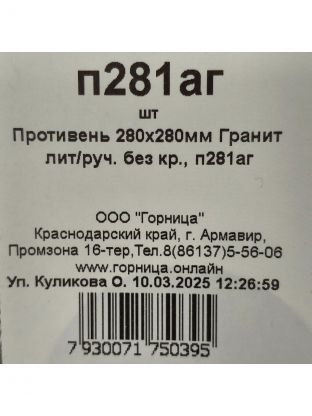 п281аг
шт
Противень 280х280мм Гранит
лит/руч. без кр., п281аг
ООО "Горница"
Краснодарский край, г. Армавир,
Промзона 16-тер,Тел.8(86137)5-56-06
www.горница.онлайн
Уп. Куликова О. 10.03.2025 12:26:59
7 930071 750395